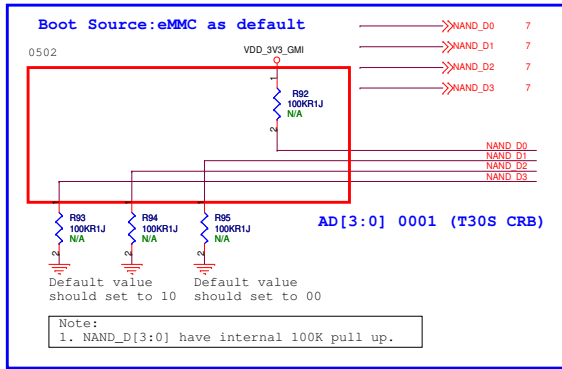 Boot Source:eMMC as default
NAND_D0 7
NAND_D1 7
NAND_D2 7
NAND_D3 7
0502
VDD_3V3_GMI
1
R92
100KR1J
N/A
2
NAND_D0
NAND_D1
NAND_D2
NAND_D3
1 1 1
R93 R94 R95
100KR1J 100KR1J 100KR1J
N/A N/A N/A
2 2 2
AD[3:0] 0001 (T30S CRB)
Default value Default value
should set to 10 should set to 00
Note:
1. NAND_D[3:0] have internal 100K pull up.